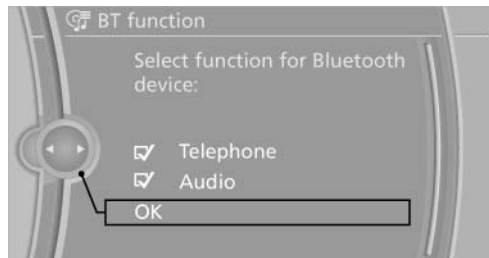 BT function
Select function for Bluetooth
device:
Telephone
Audio
OK